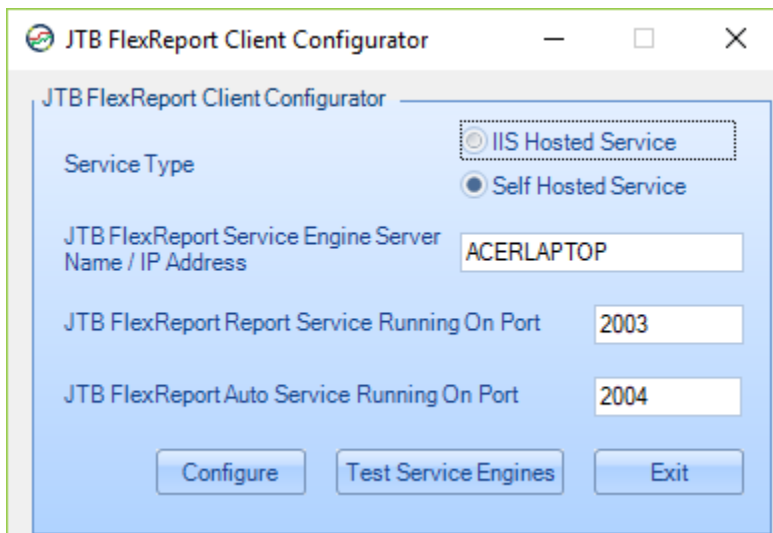 JTB FlexReport Client Configurator
JTB FlexReport Client Configurator
Service Type
IIS Hosted Service
Self Hosted Service
JTB FlexReport Service Engine Server
Name / IP Address
ACERLAPTOP
JTB FlexReport Report Service Running On Port
2003
JTB FlexReport Auto Service Running On Port
2004
Configure
Test Service Engines
Exit